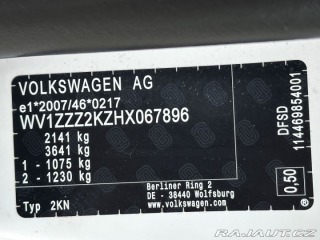 VOLKSWAGEN AG
e1*2007/46*0217
WV1ZZZ2KZHX067896
2141 kg
3641 kg
1 - 1075 kg
2 - 1230 kg
Berliner Ring 2
DE - 38440 Wolfsburg
www.volkswagen.com
Typ 2KN
DFSD
114469854001
0,50
RAJAUT.CZ